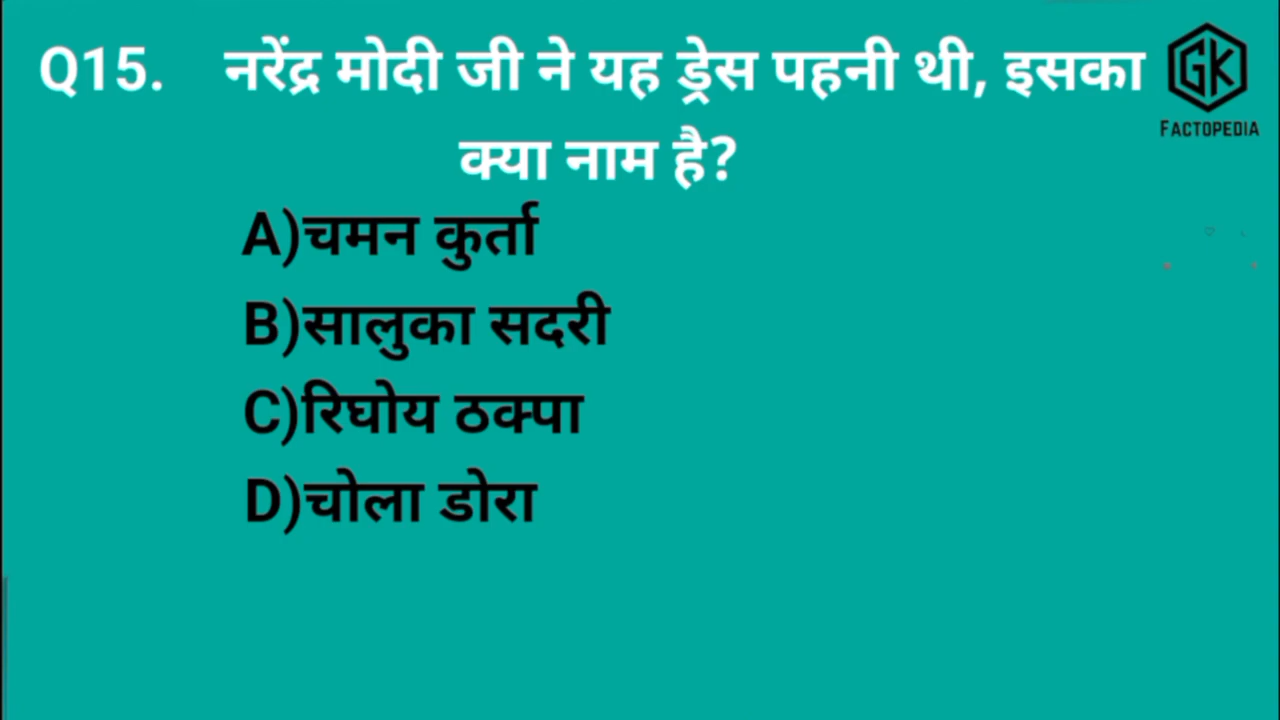 Q15. नरेंद्र मोदी जी ने यह ड्रेस पहनी थी, इसका
क्या नाम है?
GK
FACTOPEDIA
A)चमन कुर्ता
B)सालुका सदरी
C)रिघोय ठक्पा
D)चोला डोरा